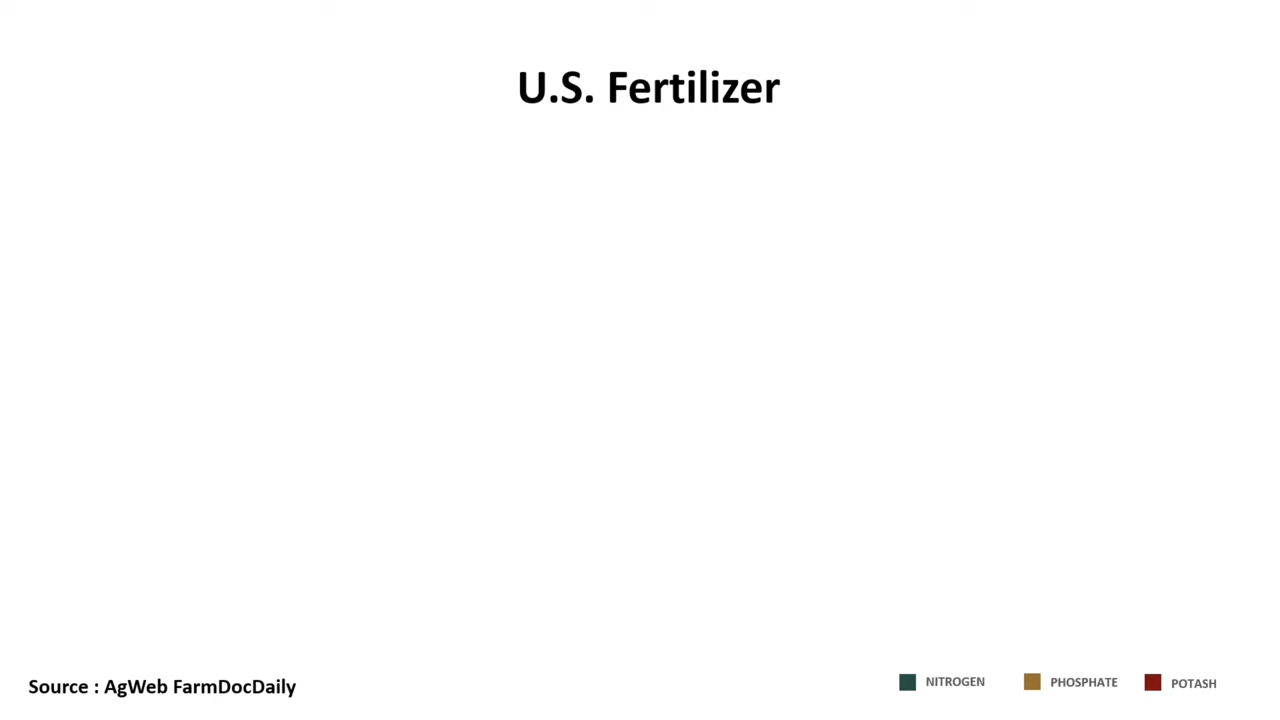 U.S. Fertilizer
Source : AgWeb FarmDocDaily
NITROGEN
PHOSPHATE
POTASH